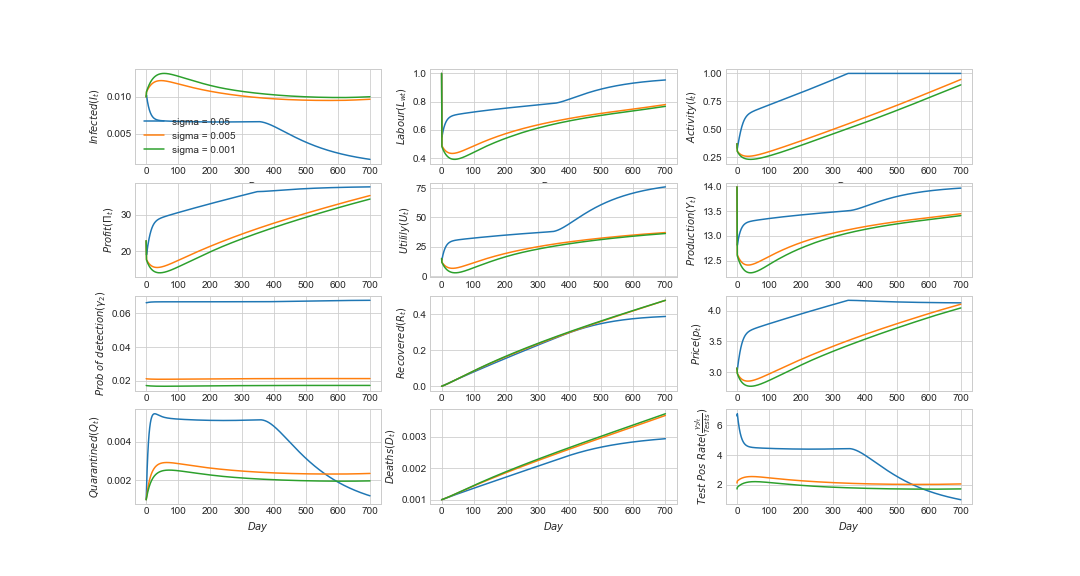 Infected(I_t)
0.010
0.005
sigma = 0.05
sigma = 0.005
sigma = 0.001
0 100 200 300 400 500 600 700
Labour(L_wt)
1.0
0.8
0.6
0.4
0 100 200 300 400 500 600 700
1.00
0.75
0.50
0.25
0 100 200 300 400 500 600 700
Profit(Π_t)
30
20
0 100 200 300 400 500 600 700
Utilily(U_t)
75
50
25
0
0 100 200 300 400 500 600 700
Production(Y_t)
14.0
13.5
13.0
12.5
0 100 200 300 400 500 600 700
Prob of detection(γ_2)
0.06
0.04
0.02
0 100 200 300 400 500 600 700
Recovered(R_t)
0.4
0.2
0.0
0 100 200 300 400 500 600 700
Price(p_t)
4.0
3.5
3.0
0 100 200 300 400 500 600 700
Quarantined(Q_t)
0.004
0.002
0 100 200 300 400 500 600 700
Day
Deaths(D_t)
0.003
0.002
0.001
0 100 200 300 400 500 600 700
Day
Test Pos Rate
6
4
2
0 100 200 300 400 500 600 700
Day